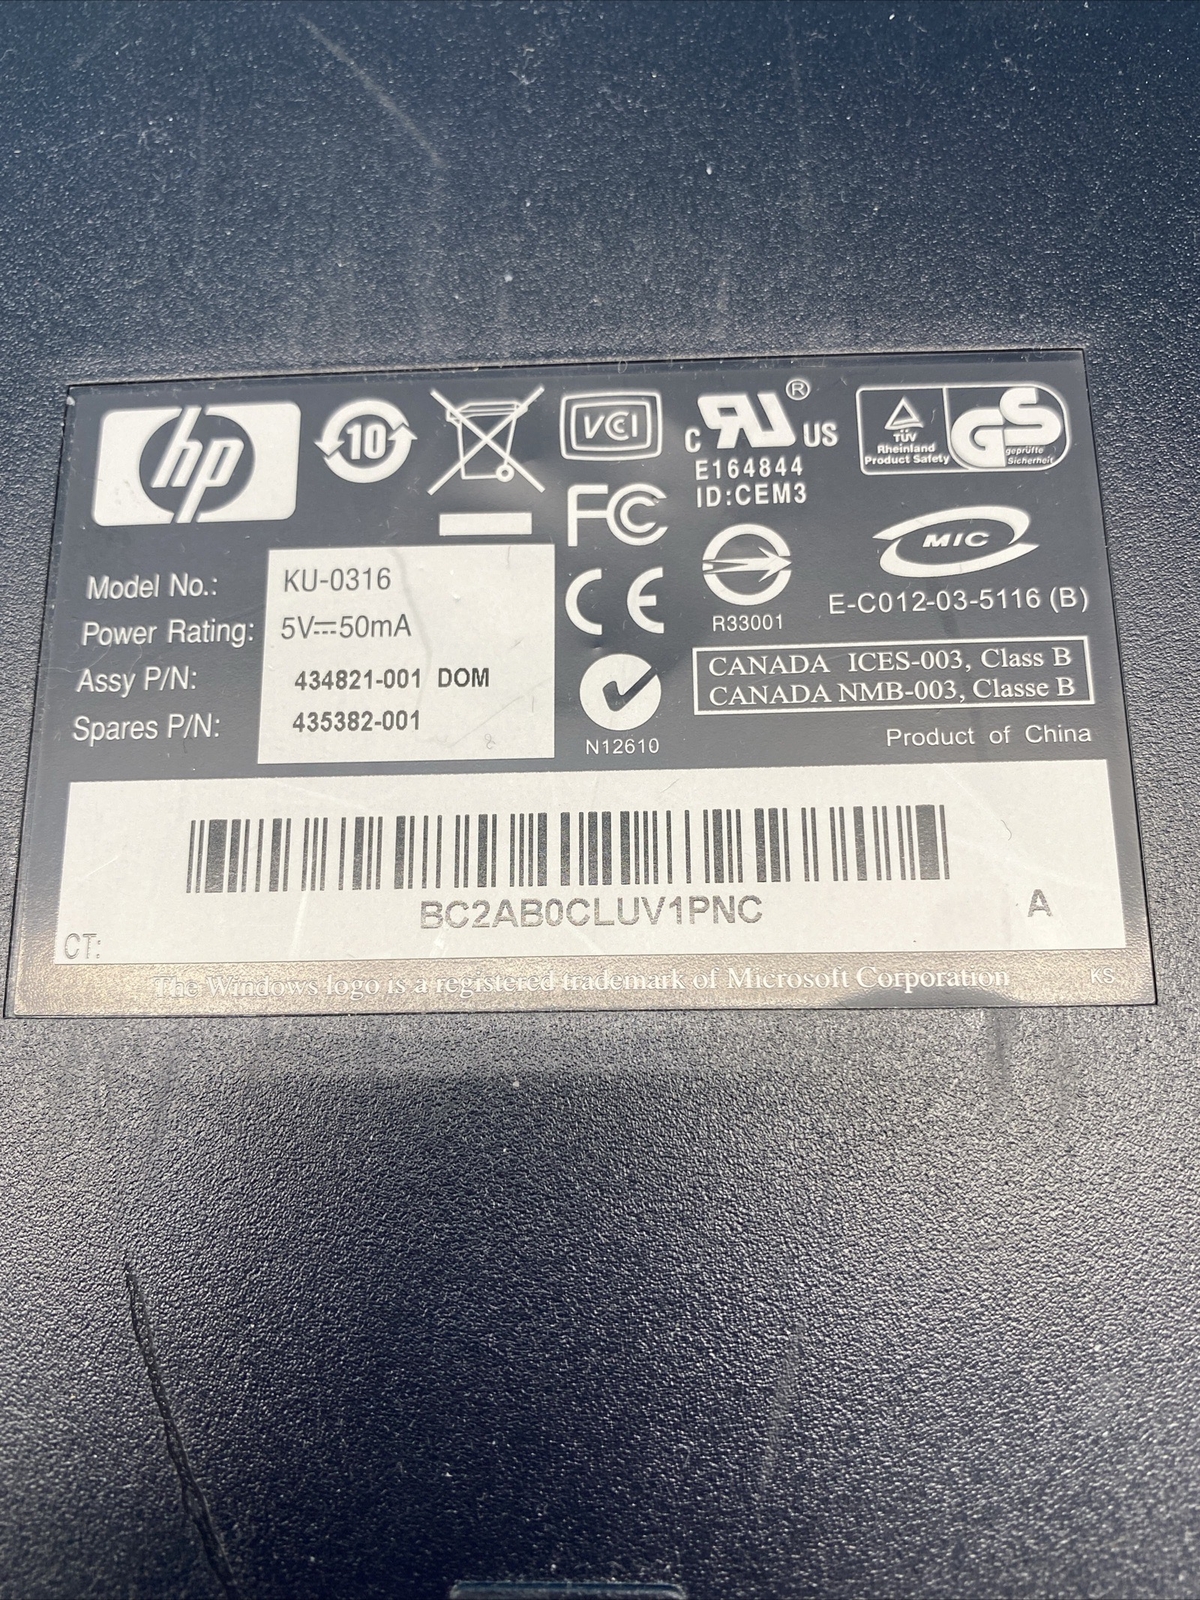 hp
10
VCI
C UL US ®
E164844
ID:CEM3
TÜV
Rheinland
Product Safety
GS
geprüfte
Sicherheit
FC
CE
R33001
MIC
E-C012-03-5116 (B)
Model No.: KU-0316
Power Rating: 5V⎓50mA
Assy P/N: 434821-001 DOM
Spares P/N: 435382-001
N12610
CANADA ICES-003, Class B
CANADA NMB-003, Classe B
Product of China
BC2AB0CLUV1PNC
A
CT:
The Windows logo is a registered trademark of Microsoft Corporation
KS